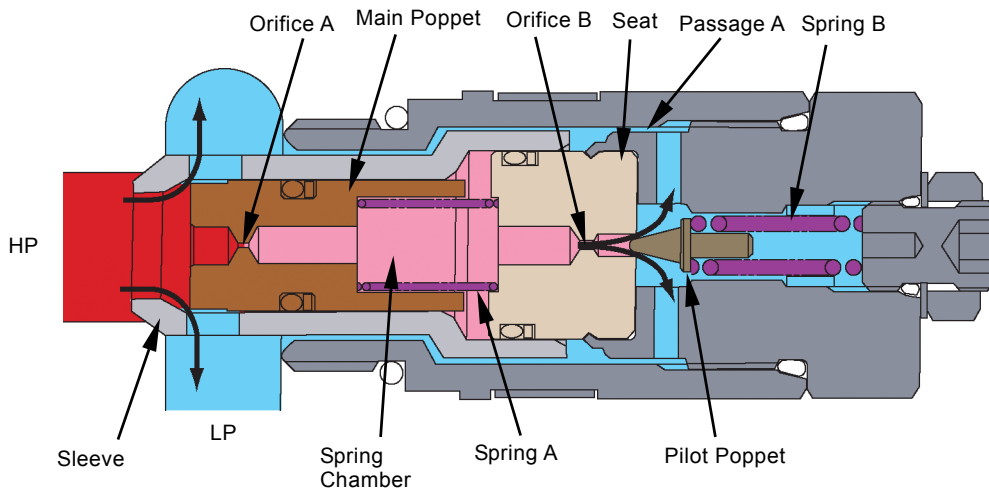 Orifice A
Main Poppet
Orifice B
Seat
Passage A
Spring B
HP
LP
Sleeve
Spring
Chamber
Spring A
Pilot Poppet